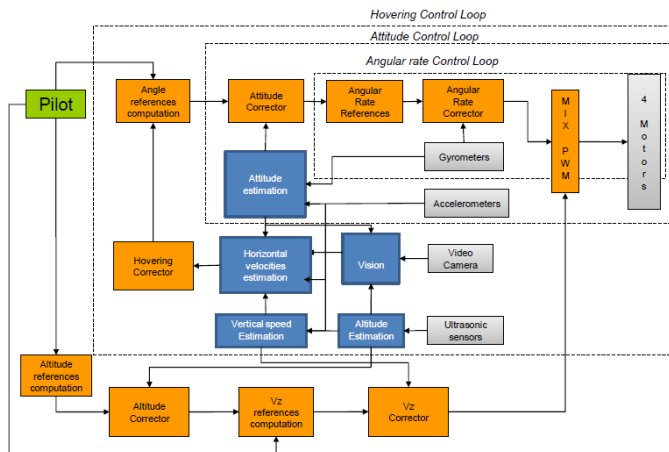 Hovering Control Loop
Attitude Control Loop
Angular rate Control Loop
Pilot
Angle
references
computation
Attitude
Corrector
Angular
Rate
References
Angular
Rate
Corrector
M
I
X
P
W
M
4
M
o
t
o
r
s
Gyrometers
Attitude
estimation
Accelerometers
Hovering
Corrector
Horizontal
velocities
estimation
Vision
Video
Camera
Vertical speed
Estimation
Altitude
Estimation
Ultrasonic
sensors
Altitude
references
computation
Altitude
Corrector
Vz
references
computation
Vz
Corrector